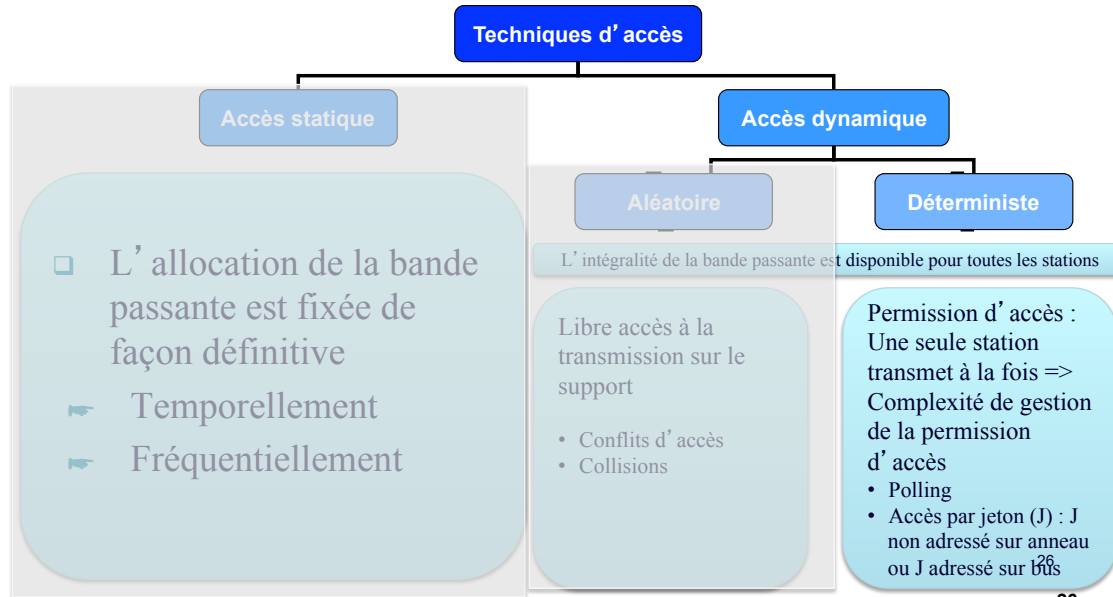 Techniques d’accès
Accès statique
Accès dynamique
Aléatoire
Déterministe
L’intégralité de la bande passante est disponible pour toutes les stations
❑ L’allocation de la bande
passante est fixée de
façon définitive
☛ Temporellement
☛ Fréquentiellement
Libre accès à la
transmission sur le
support
• Conflits d’accès
• Collisions
Permission d’accès :
Une seule station
transmet à la fois =>
Complexité de gestion
de la permission
d’accès
• Polling
• Accès par jeton (J) : J
non adressé sur anneau
ou J adressé sur bus
26